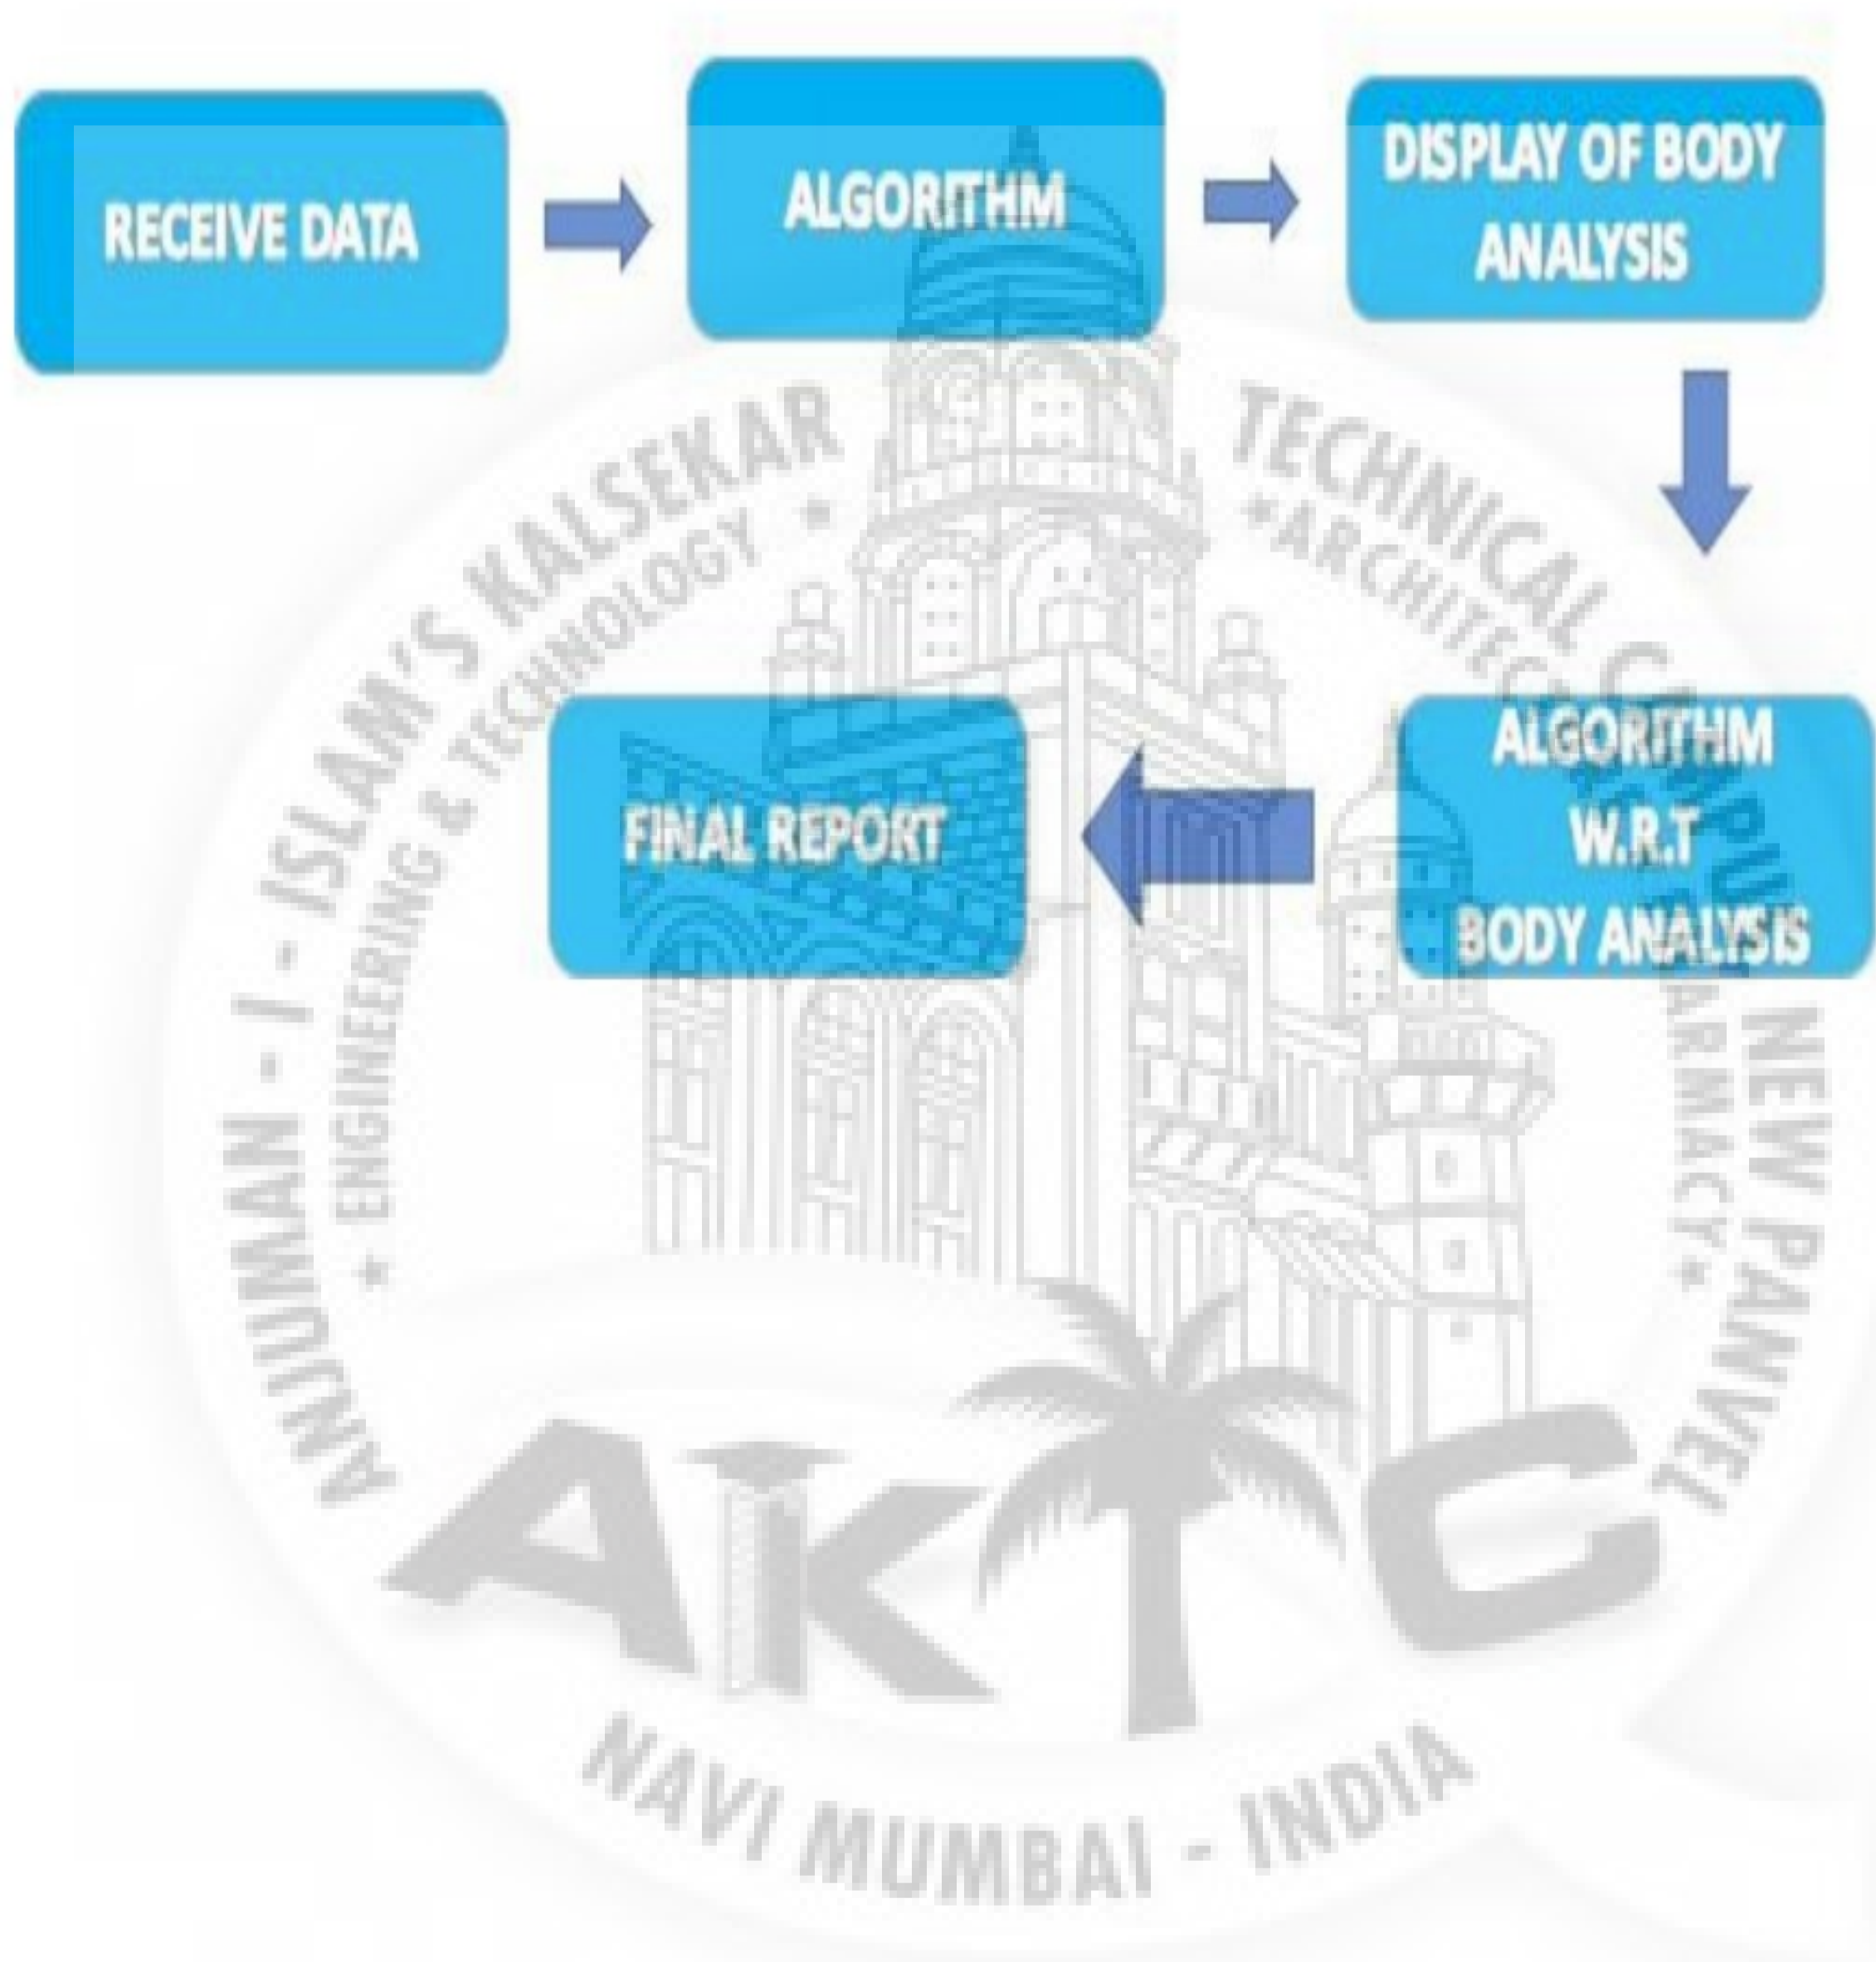 RECEIVE DATA
ALGORITHM
DISPLAY OF BODY
ANALYSIS
ALGORITHM
W.R.T
BODY ANALYSIS
FINAL REPORT
ANJUMAN - I - ISLAM'S KALSEKAR TECHNICAL CAMPUS NEW PANVEL
* ENGINEERING & TECHNOLOGY * *ARCHITEC PHARMACY*
AKTC
NAVI MUMBAI - INDIA